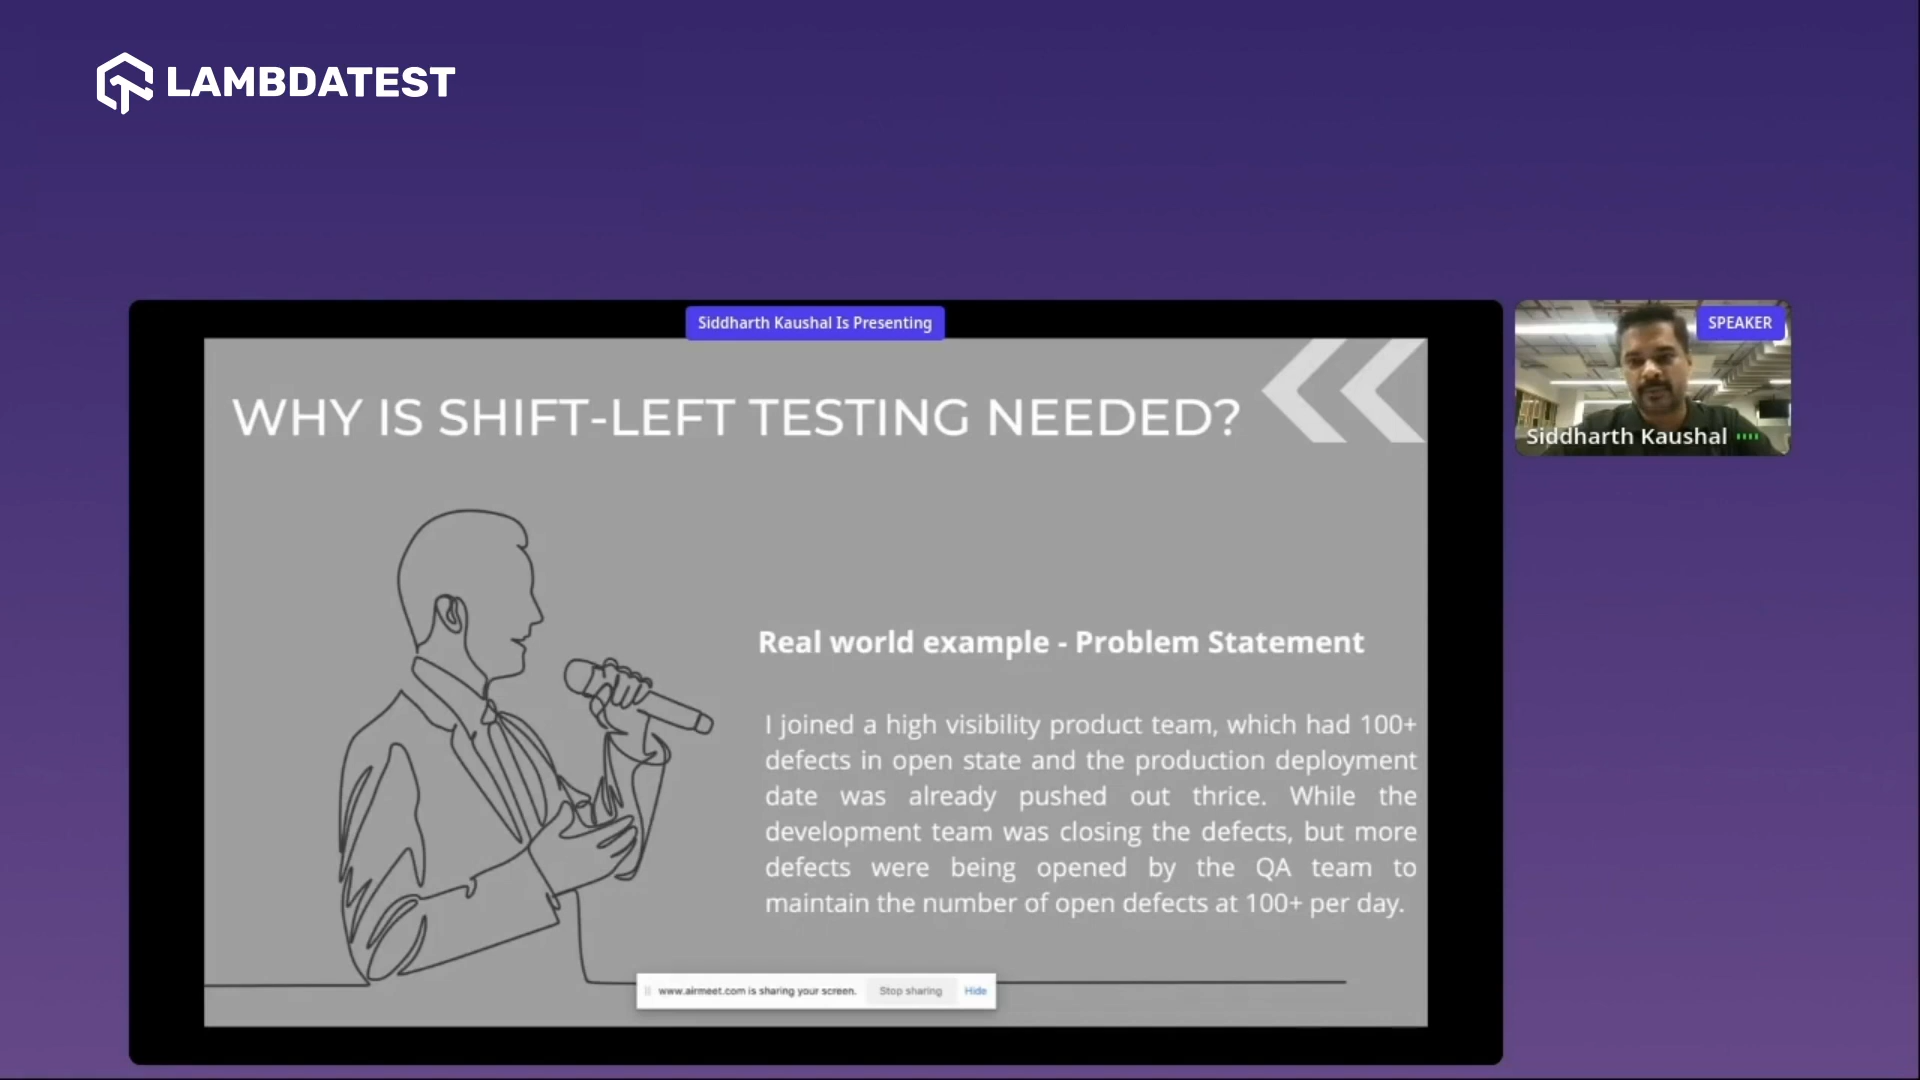 LAMBDATEST
Siddharth Kaushal Is Presenting
SPEAKER
Siddharth Kaushal
WHY IS SHIFT-LEFT TESTING NEEDED?
Real world example - Problem Statement
I joined a high visibility product team, which had 100+
defects in open state and the production deployment
date was already pushed out thrice. While the
development team was closing the defects, but more
defects were being opened by the QA team to
maintain the number of open defects at 100+ per day.
www.airmeet.com is sharing your screen.
Stop sharing
Hide